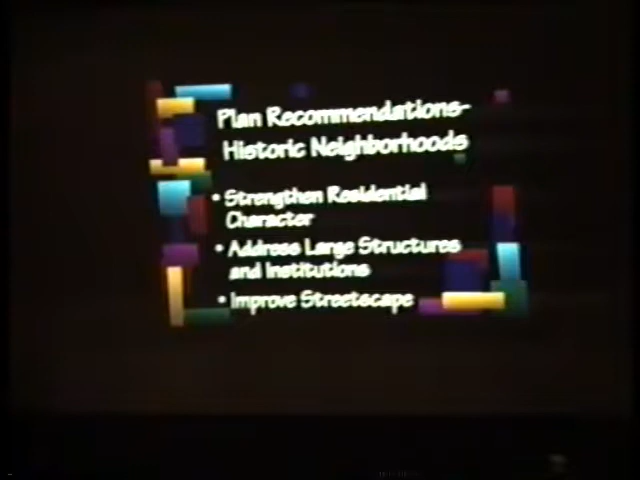 Plan Recommendations-
Historic Neighborhoods
• Strengthen Residential
Character
• Address Large Structures
and Institutions
• Improve Streetscape